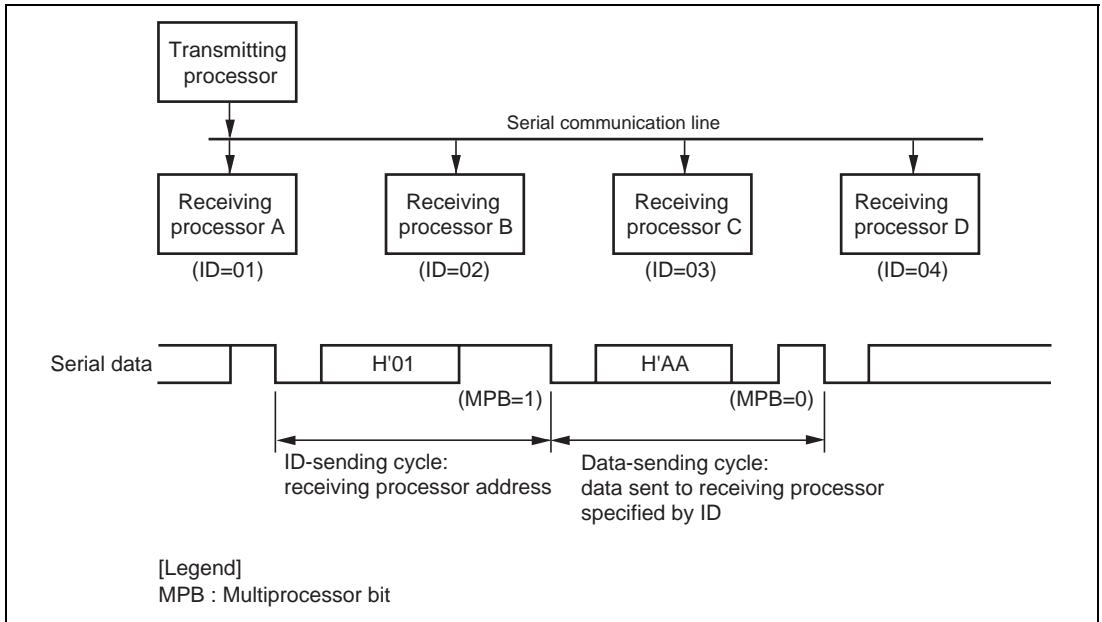 Transmitting
processor
Serial communication line
Receiving
processor A
Receiving
processor B
Receiving
processor C
Receiving
processor D
(ID=01)
(ID=02)
(ID=03)
(ID=04)
Serial data
H'01
H'AA
(MPB=1)
(MPB=0)
ID-sending cycle:
receiving processor address
Data-sending cycle:
data sent to receiving processor
specified by ID
[Legend]
MPB : Multiprocessor bit